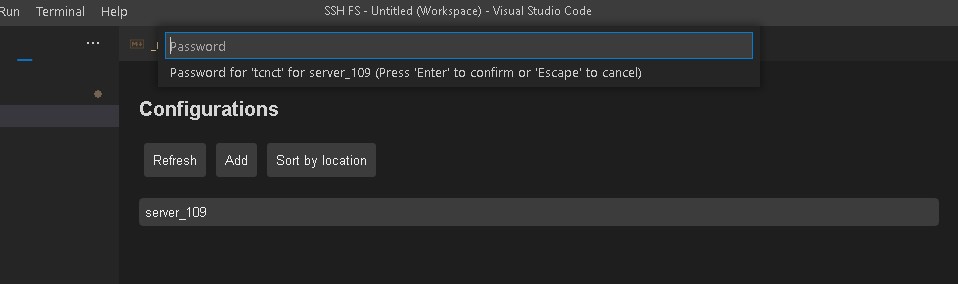 Run Terminal Help SSH FS - Untitled (Workspace) - Visual Studio Code
...
Password
Password for 'tcnct' for server_109 (Press 'Enter' to confirm or 'Escape' to cancel)
Configurations
Refresh Add Sort by location
server_109